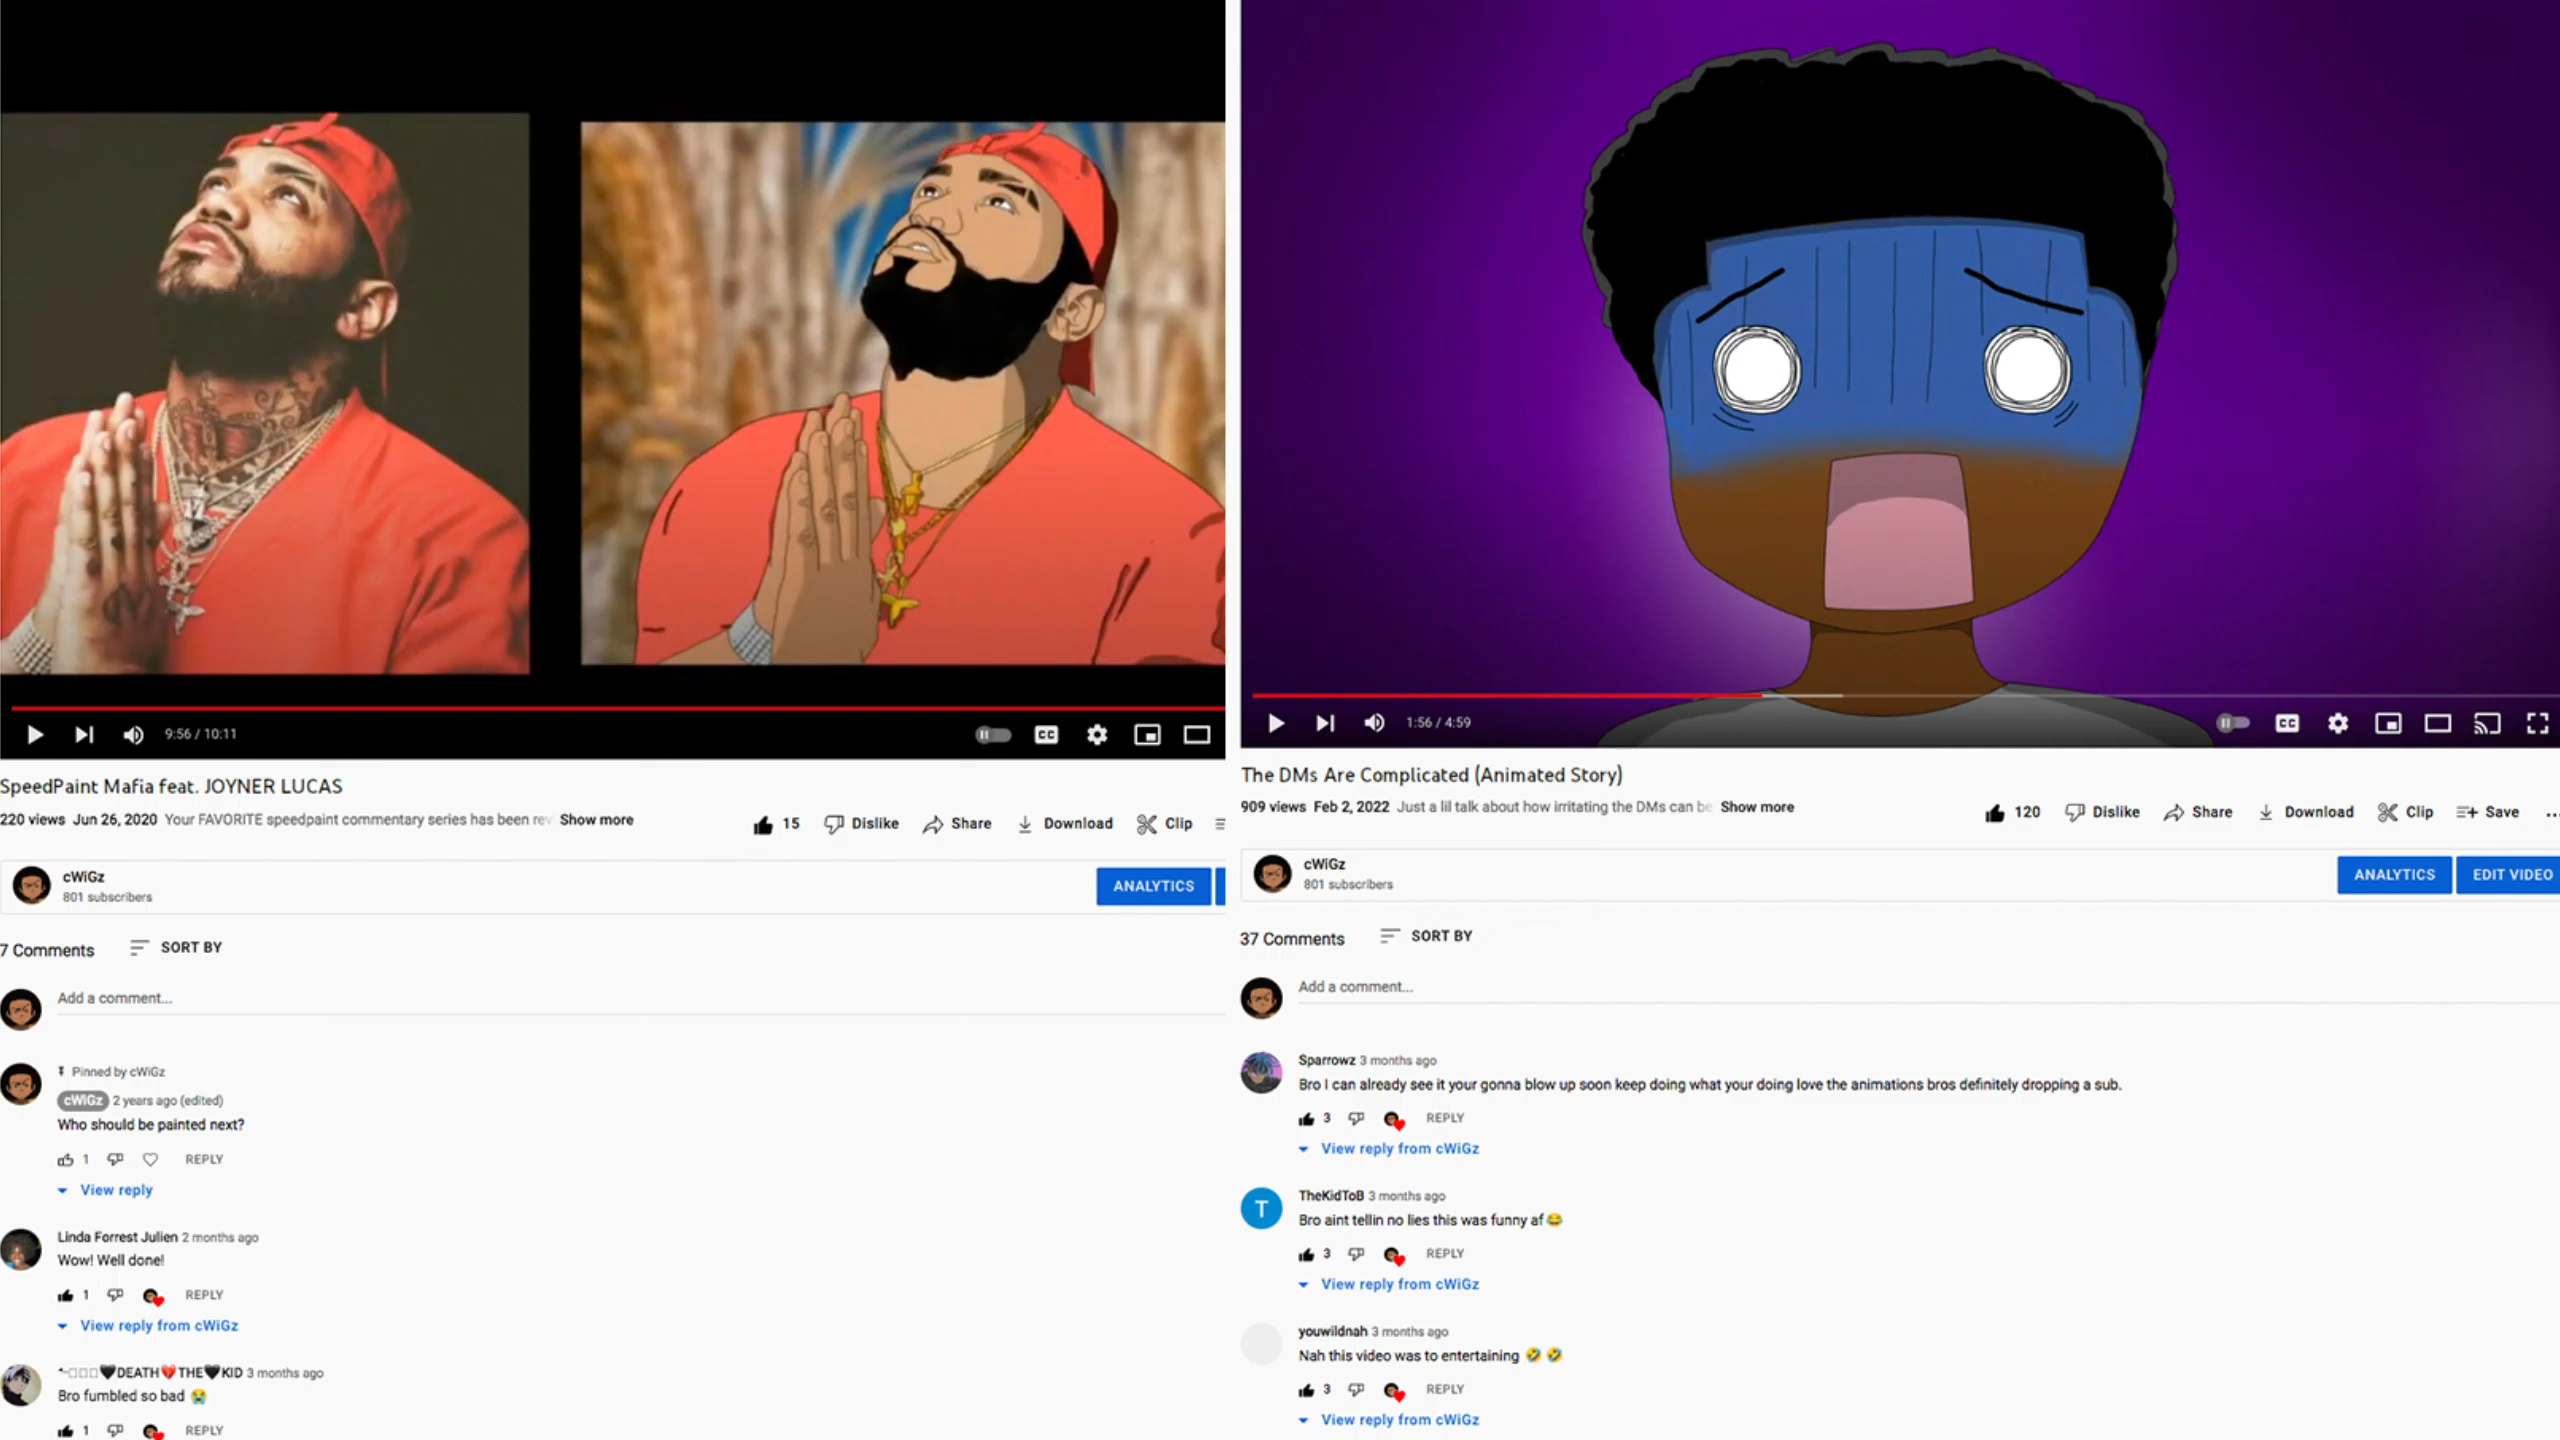 9:56 / 10:11
CC
SpeedPaint Mafia feat. JOYNER LUCAS
220 views Jun 26, 2020 Your FAVORITE speedpaint commentary series has been rev Show more
15 Dislike Share Download Clip
cWiGz
801 subscribers
ANALYTICS
7 Comments SORT BY
Add a comment...
Pinned by cWiGz
cWiGz 2 years ago (edited)
Who should be painted next?
1 REPLY
View reply
Linda Forrest Julien 2 months ago
Wow! Well done!
1 REPLY
View reply from cWiGz
🖤DEATH💔THE🖤KID 3 months ago
Bro fumbled so bad 😭
1 REPLY
1:56 / 4:59
CC
The DMs Are Complicated (Animated Story)
909 views Feb 2, 2022 Just a lil talk about how irritating the DMs can be Show more
120 Dislike Share Download Clip Save ...
cWiGz
801 subscribers
ANALYTICS EDIT VIDEO
37 Comments SORT BY
Add a comment...
Sparrowz 3 months ago
Bro I can already see it your gonna blow up soon keep doing what your doing love the animations bros definitely dropping a sub.
3 REPLY
View reply from cWiGz
T
TheKidToB 3 months ago
Bro aint tellin no lies this was funny af😂
3 REPLY
View reply from cWiGz
youwildnah 3 months ago
Nah this video was to entertaining 🤣 🤣
3 REPLY
View reply from cWiGz